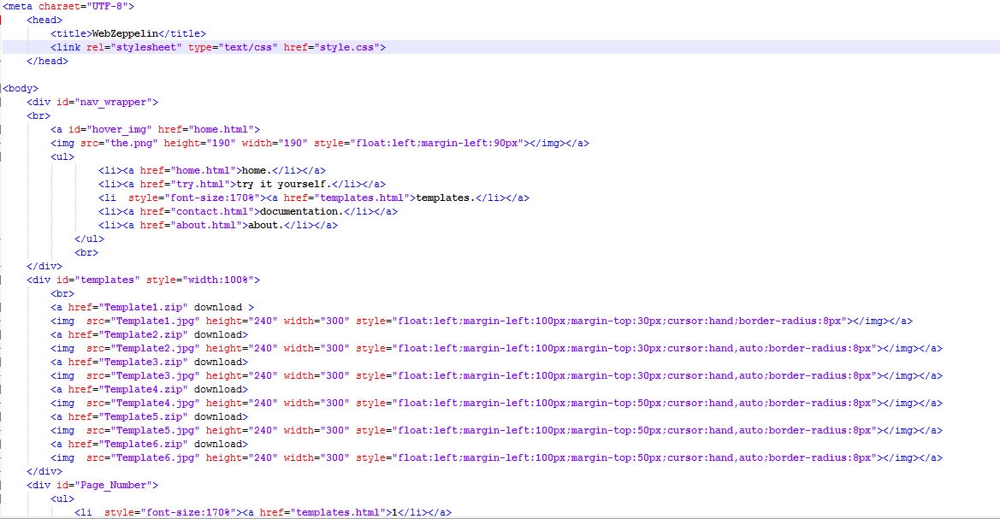 <meta charset="UTF-8">
<head>
<title>WebZeppelin</title>
<link rel="stylesheet" type="text/css" href="style.css">
</head>
<body>
<div id="nav_wrapper">
<br>
<a id="hover_img" href="home.html">
<img src="the.png" height="190" width="190" style="float:left;margin-left:90px"></img></a>
<ul>
<li><a href="home.html">home.</li></a>
<li><a href="try.html">try it yourself.</li></a>
<li  style="font-size:170%"><a href="templates.html">templates.</li></a>
<li><a href="contact.html">documentation.</li></a>
<li><a href="about.html">about.</li></a>
</ul>
<br>
</div>
<div id="templates" style="width:100%">
<br>
<a href="Template1.zip" download >
<img  src="Template1.jpg" height="240" width="300" style="float:left;margin-left:100px;margin-top:30px;cursor:hand;border-radius:8px"></img></a>
<a href="Template2.zip" download>
<img  src="Template2.jpg" height="240" width="300" style="float:left;margin-left:100px;margin-top:30px;cursor:hand,auto;border-radius:8px"></img></a>
<a href="Template3.zip" download>
<img  src="Template3.jpg" height="240" width="300" style="float:left;margin-left:100px;margin-top:30px;cursor:hand,auto;border-radius:8px"></img></a>
<a href="Template4.zip" download>
<img  src="Template4.jpg" height="240" width="300" style="float:left;margin-left:100px;margin-top:50px;cursor:hand,auto;border-radius:8px"></img></a>
<a href="Template5.zip" download>
<img  src="Template5.jpg" height="240" width="300" style="float:left;margin-left:100px;margin-top:50px;cursor:hand,auto;border-radius:8px"></img></a>
<a href="Template6.zip" download>
<img  src="Template6.jpg" height="240" width="300" style="float:left;margin-left:100px;margin-top:50px;cursor:hand,auto;border-radius:8px"></img></a>
</div>
<div id="Page_Number">
<ul>
<li  style="font-size:170%"><a href="templates.html">1</li></a>